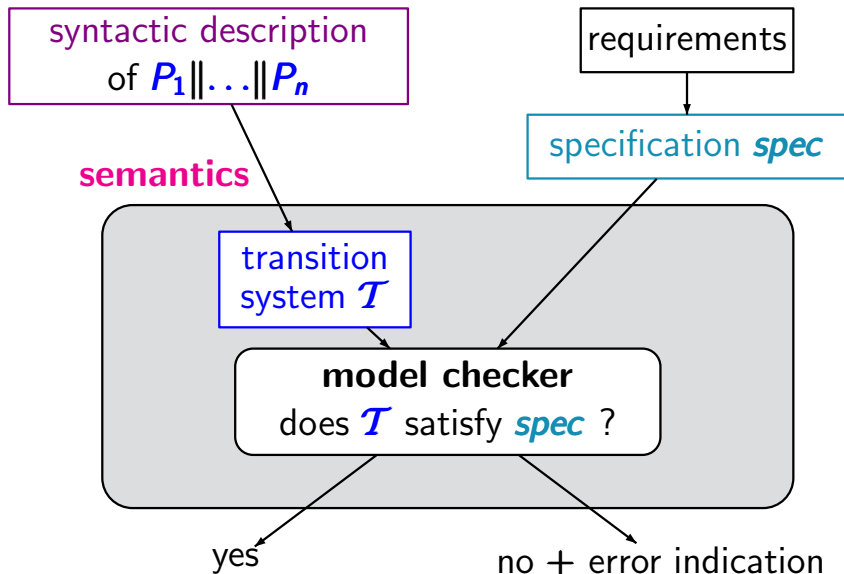 syntactic description
of P₁‖...‖Pₙ
requirements
specification spec
semantics
transition
system 𝒯
model checker
does 𝒯 satisfy spec ?
yes
no + error indication